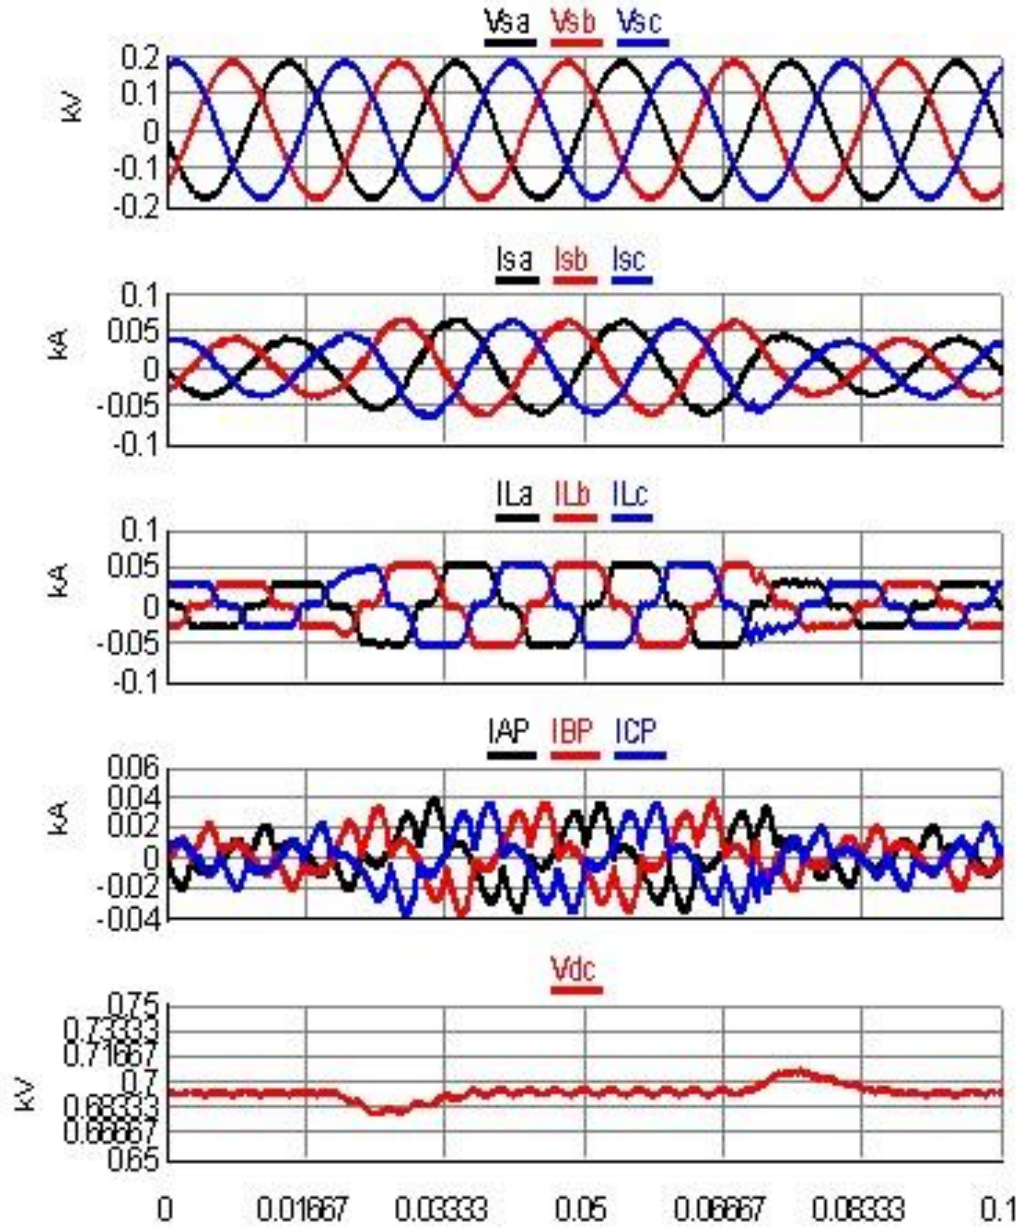 Vsa Vsb Vsc
0.2
0.1
0
-0.1
-0.2
kV
Isa Isb Isc
0.1
0.05
0
-0.05
-0.1
kA
ILa ILb ILc
0.1
0.05
0
-0.05
-0.1
kA
IAP IBP ICP
0.06
0.04
0.02
0
-0.02
-0.04
kA
Vdc
0.75
0.73333
0.71667
0.7
0.68333
0.66667
0.65
kV
0 0.01667 0.03333 0.05 0.06667 0.08333 0.1